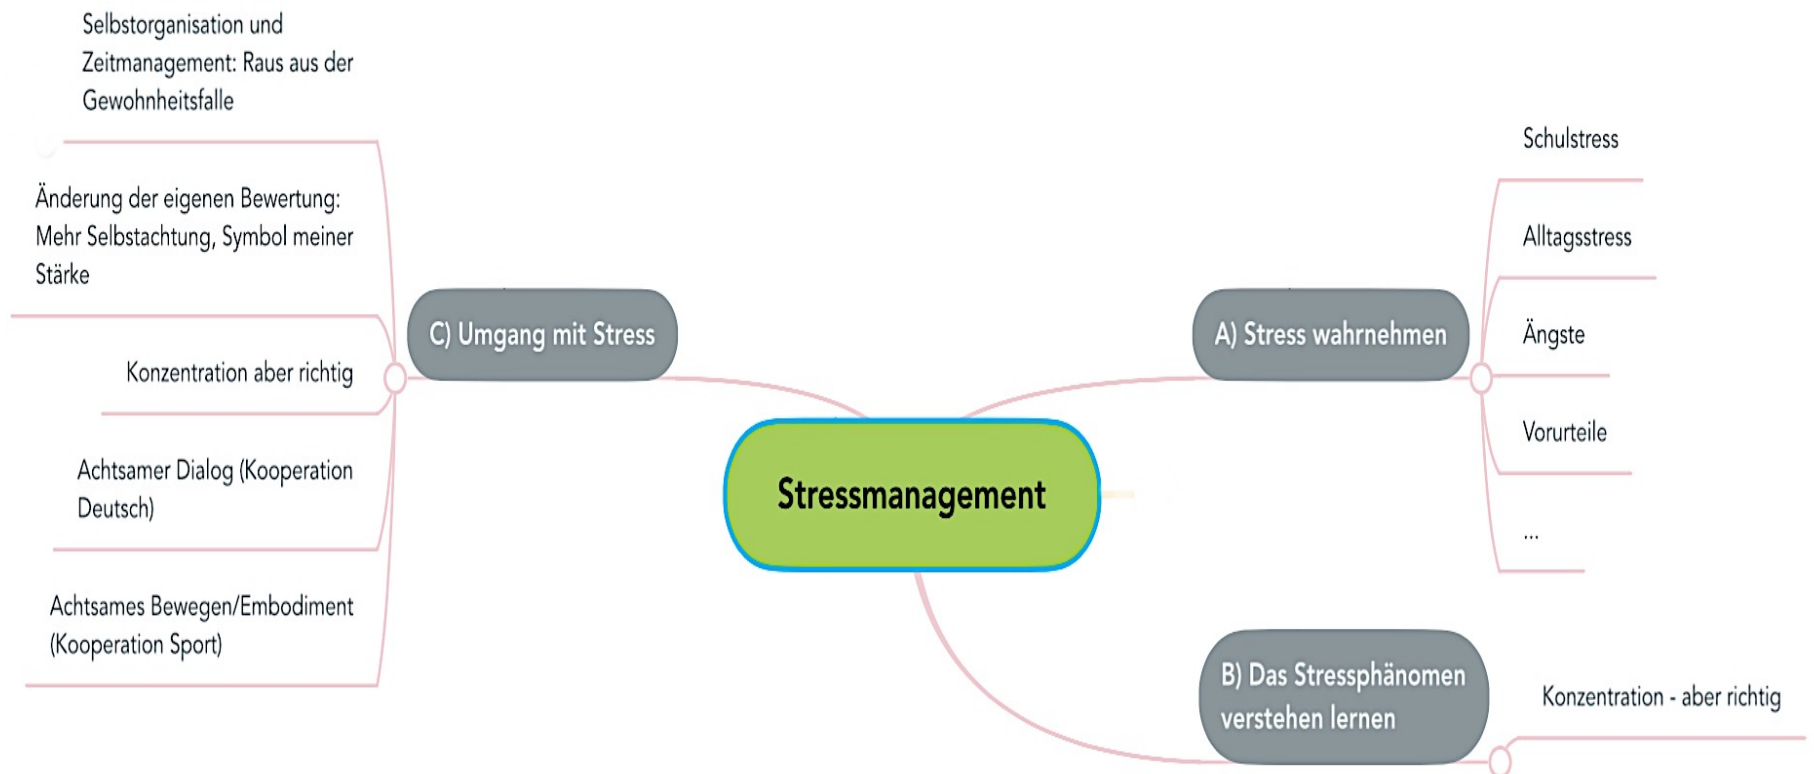 Selbstorganisation und
Zeitmanagement: Raus aus der
Gewohnheitsfalle
Änderung der eigenen Bewertung:
Mehr Selbstachtung, Symbol meiner
Stärke
Konzentration aber richtig
Achtsamer Dialog (Kooperation
Deutsch)
Achtsames Bewegen/Embodiment
(Kooperation Sport)
C) Umgang mit Stress
Stressmanagement
A) Stress wahrnehmen
Schulstress
Alltagsstress
Ängste
Vorurteile
...
B) Das Stressphänomen
verstehen lernen
Konzentration - aber richtig